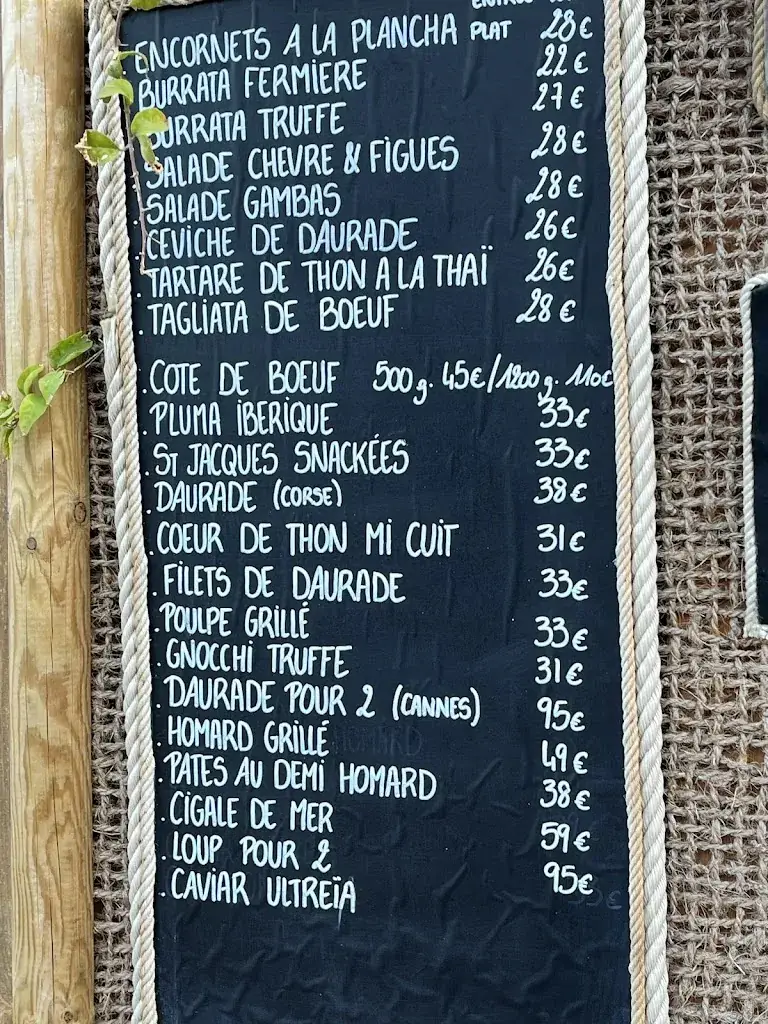 .ENCORNETS A LA PLANCHA PLAT 28€
.BURRATA FERMIERE 22€
.BURRATA TRUFFE 27€
.SALADE CHEVRE & FIGUES 28€
.SALADE GAMBAS 28€
.CEVICHE DE DAURADE 26€
.TARTARE DE THON A LA THAÏ 26€
.TAGLIATA DE BOEUF 28€
.COTE DE BOEUF 500g. 45€/1200g. 110€
.PLUMA IBERIQUE 33€
.ST JACQUES SNACKÉES 33€
.DAURADE (CORSE) 38€
.COEUR DE THON MI CUIT 31€
.FILETS DE DAURADE 33€
.POULPE GRILLÉ 33€
.GNOCCHI TRUFFE 31€
.DAURADE POUR 2 (CANNES) 95€
.HOMARD GRILLÉ 49€
.PATES AU DEMI HOMARD 38€
.CIGALE DE MER 59€
.LOUP POUR 2 95€
.CAVIAR ULTREÏA